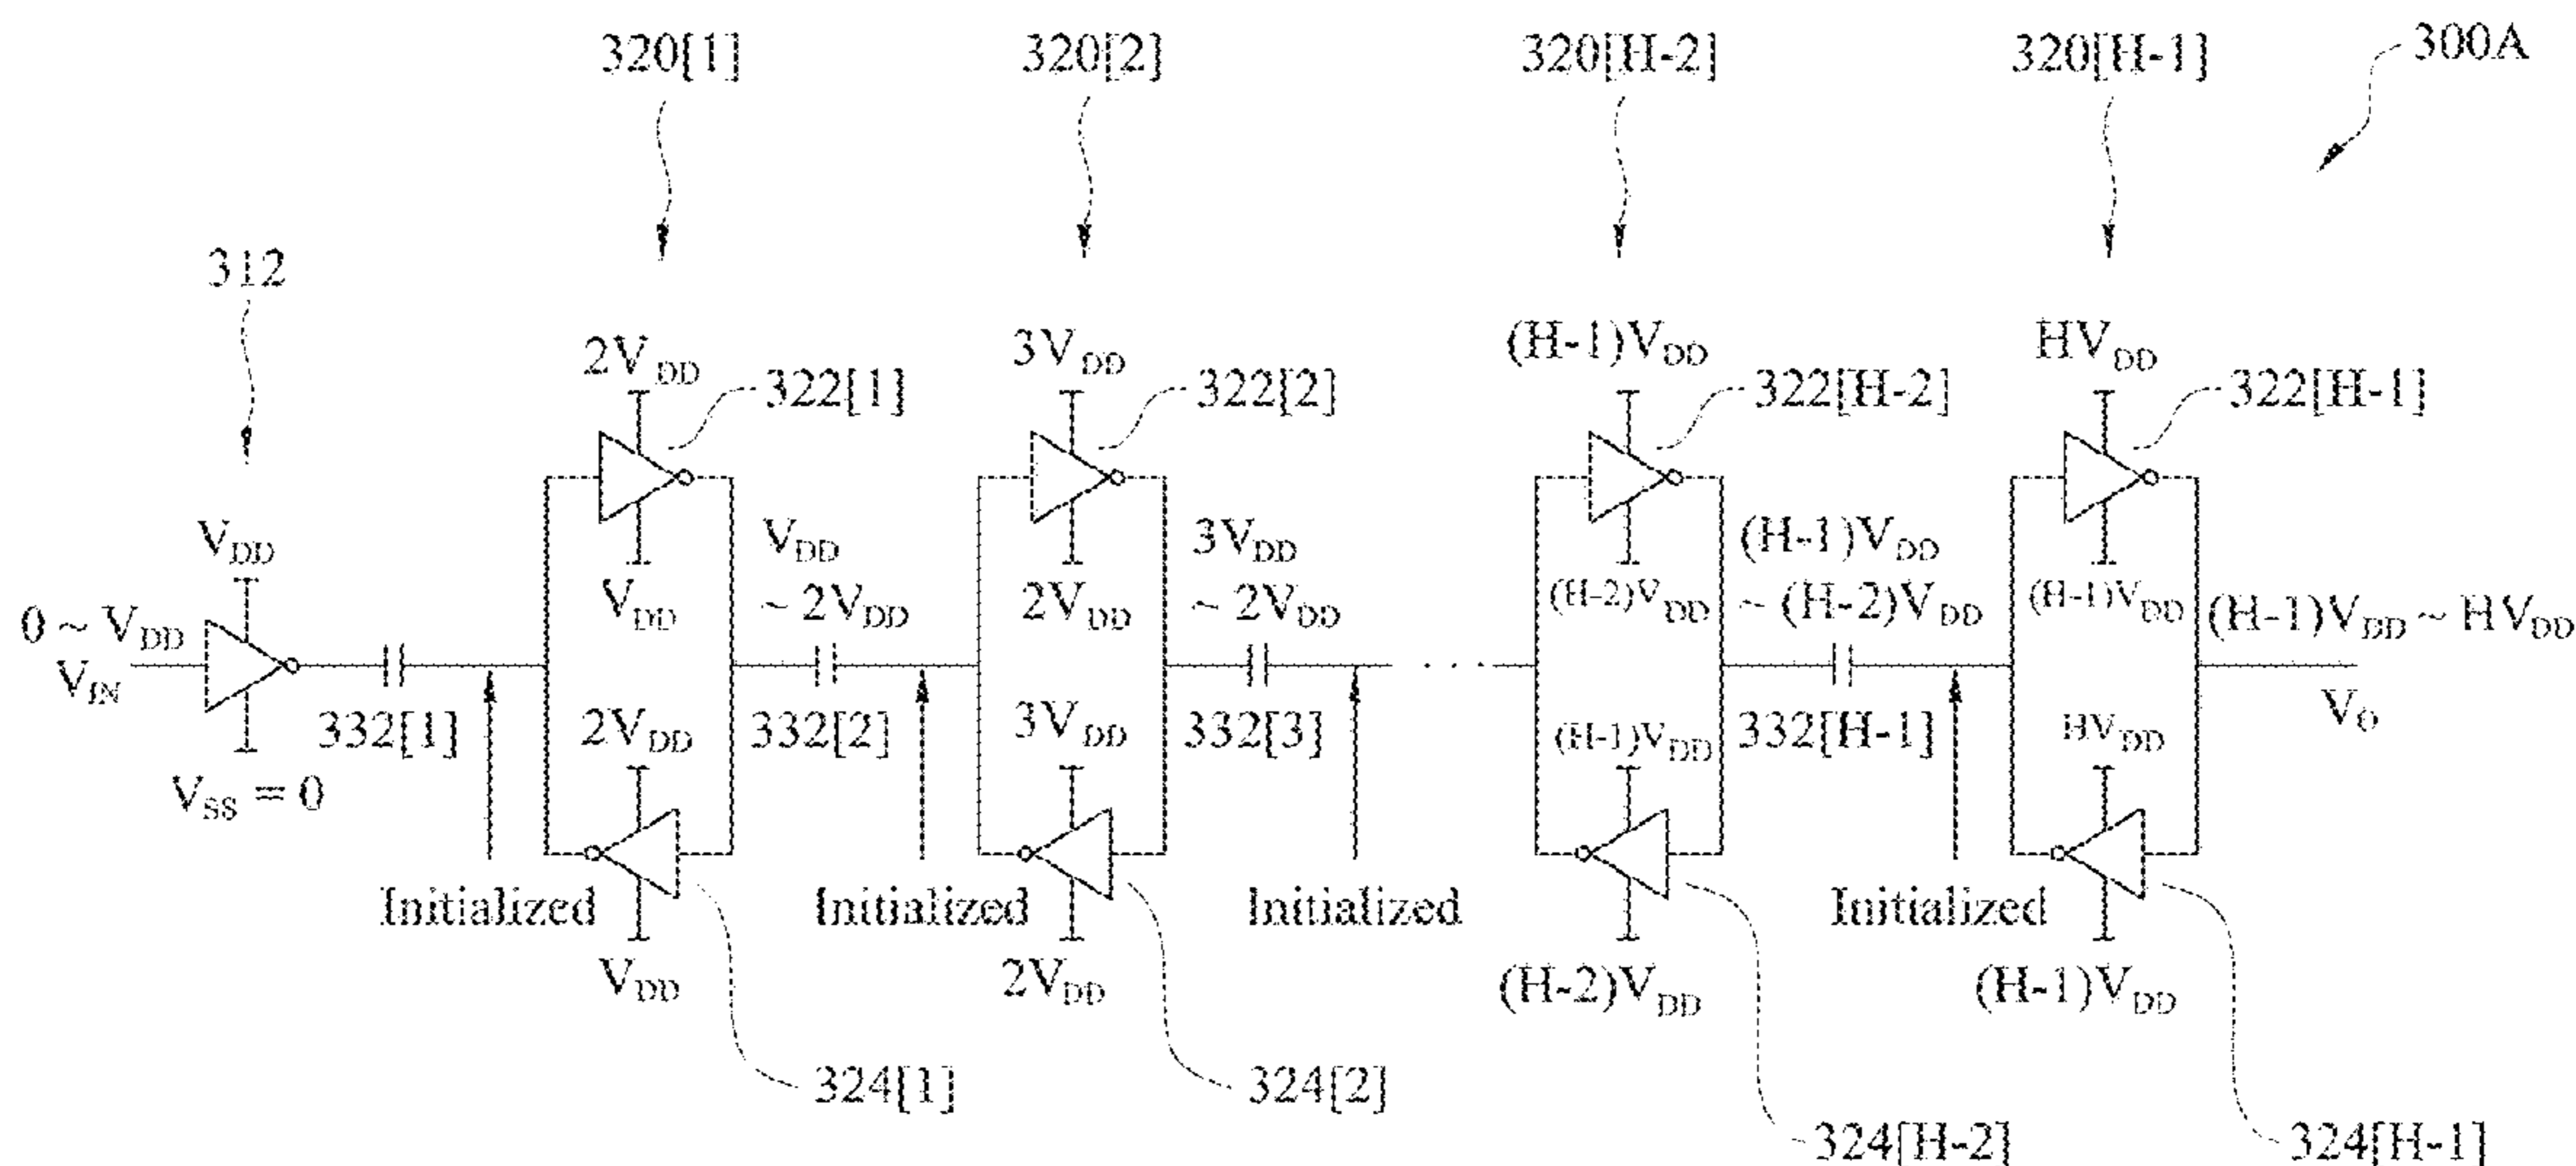 320[1]
320[2]
320[H-2]
320[H-1]
300A
312
2V_DD
3V_DD
(H-1)V_DD
HV_DD
322[1]
322[2]
322[H-2]
322[H-1]
V_DD
V_DD
~ 2V_DD
3V_DD
~ 2V_DD
(H-1)V_DD
~ (H-2)V_DD
V_DD
2V_DD
(H-2)V_DD
(H-1)V_DD
0 ~ V_DD
V_IN
(H-1)V_DD ~ HV_DD
V_O
332[1]
2V_DD
332[2]
3V_DD
332[3]
(H-1)V_DD
332[H-1]
HV_DD
V_SS = 0
Initialized
Initialized
Initialized
Initialized
V_DD
2V_DD
(H-2)V_DD
(H-1)V_DD
324[1]
324[2]
324[H-2]
324[H-1]